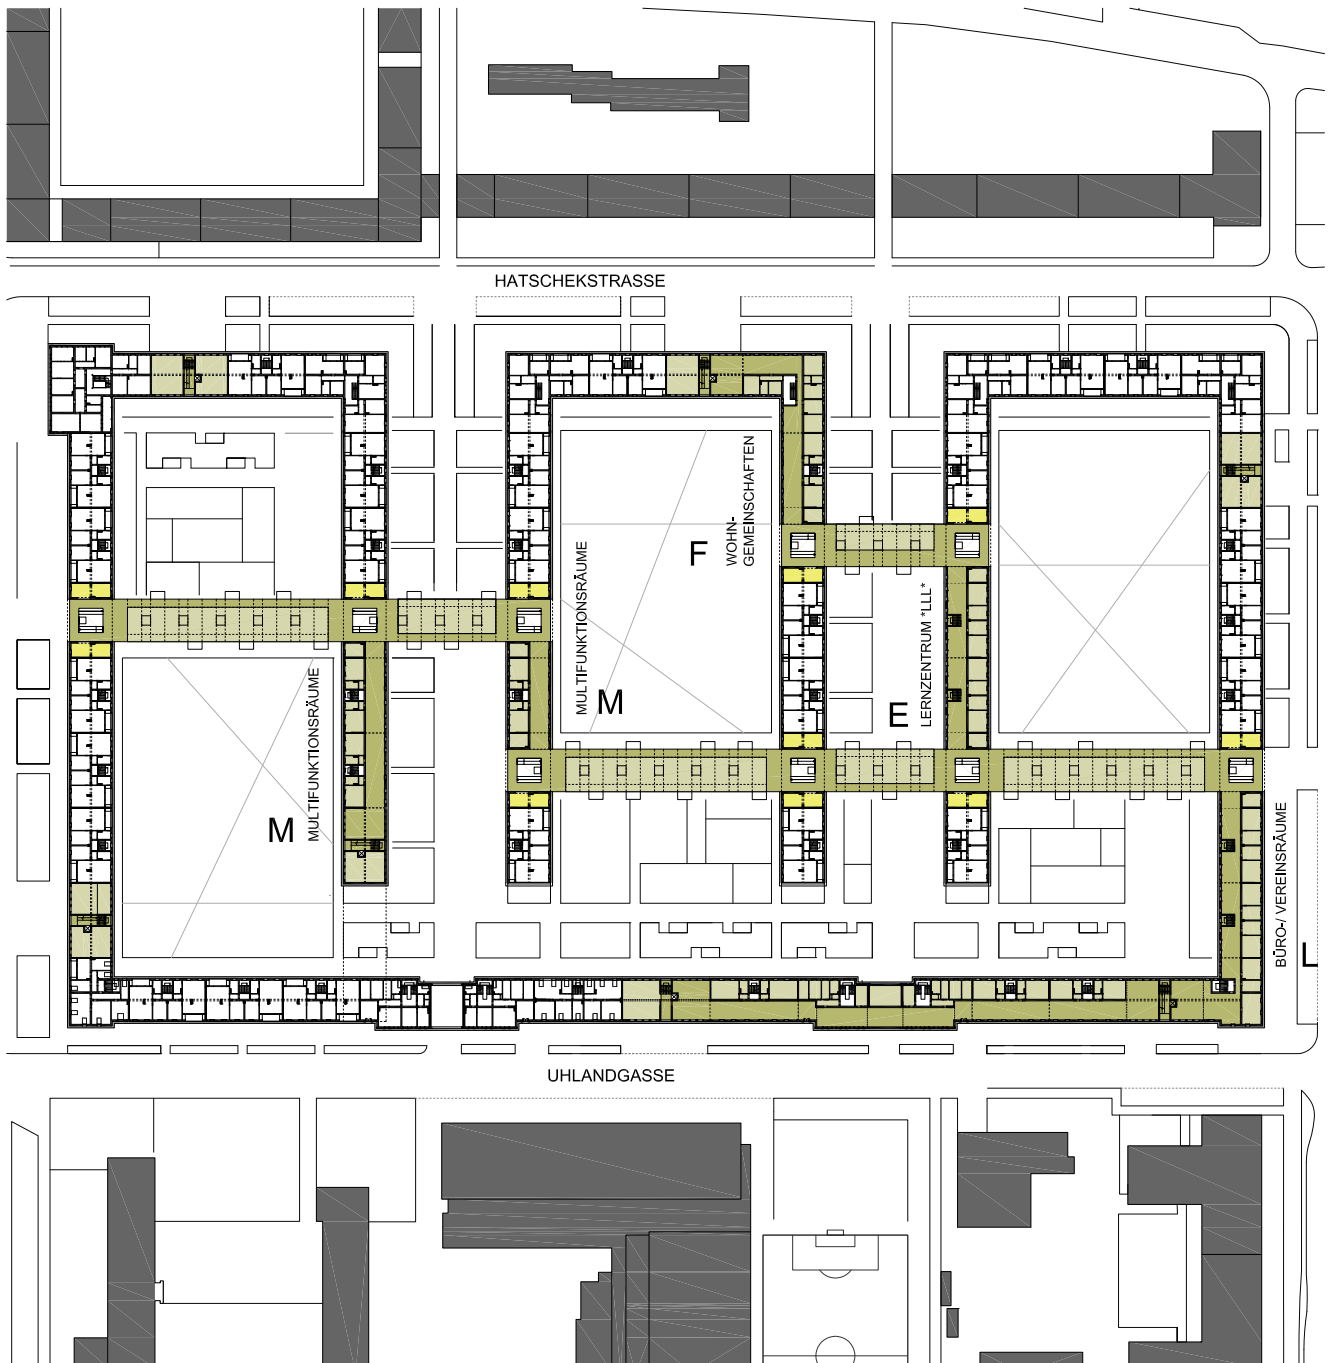 HATSCHEKSTRASSE
F
WOHN-
GEMEINSCHAFTEN
MULTIFUNKTIONSRÄUME
M
LERNZENTRUM "LLL"
E
MULTIFUNKTIONSRÄUME
M
BÜRO-/ VEREINSRÄUME
L
UHLANDGASSE